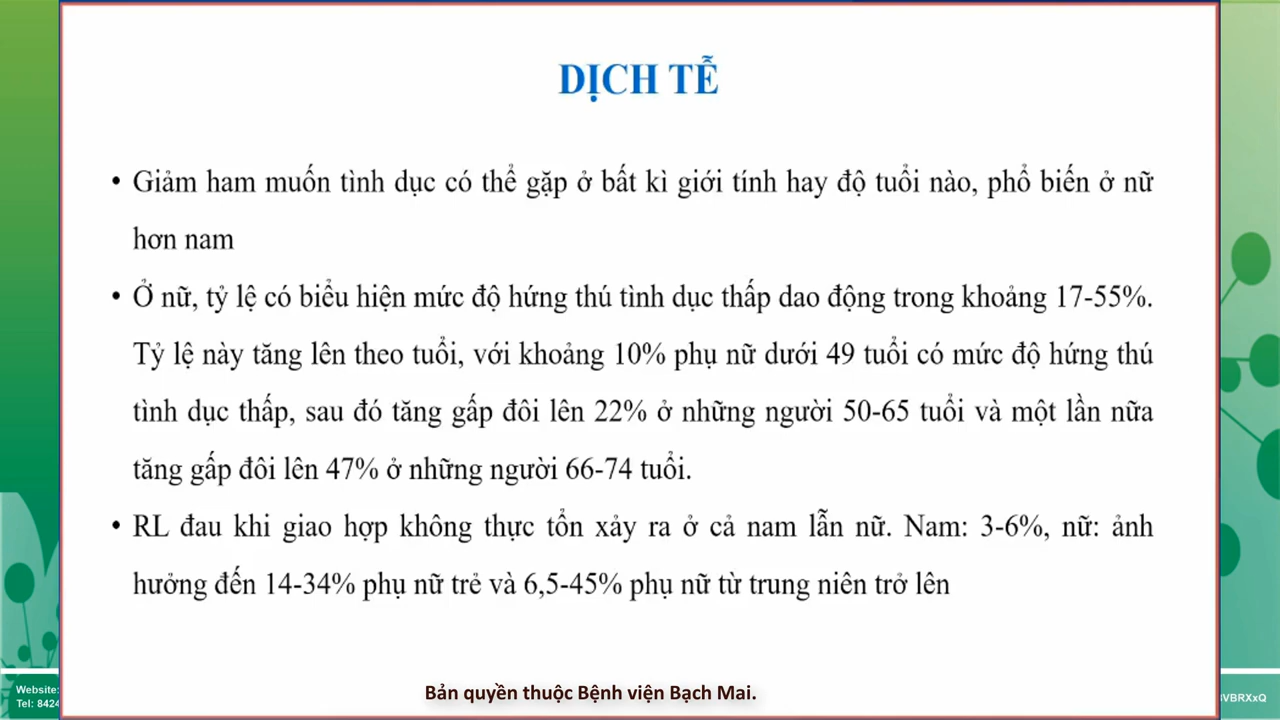 DỊCH TỄ
• Giảm ham muốn tình dục có thể gặp ở bất kì giới tính hay độ tuổi nào, phổ biến ở nữ
hơn nam
• Ở nữ, tỷ lệ có biểu hiện mức độ hứng thú tình dục thấp dao động trong khoảng 17-55%.
Tỷ lệ này tăng lên theo tuổi, với khoảng 10% phụ nữ dưới 49 tuổi có mức độ hứng thú
tình dục thấp, sau đó tăng gấp đôi lên 22% ở những người 50-65 tuổi và một lần nữa
tăng gấp đôi lên 47% ở những người 66-74 tuổi.
• RL đau khi giao hợp không thực tổn xảy ra ở cả nam lẫn nữ. Nam: 3-6%, nữ: ảnh
hưởng đến 14-34% phụ nữ trẻ và 6,5-45% phụ nữ từ trung niên trở lên
Website:
Tel: 8424
Bản quyền thuộc Bệnh viện Bạch Mai.